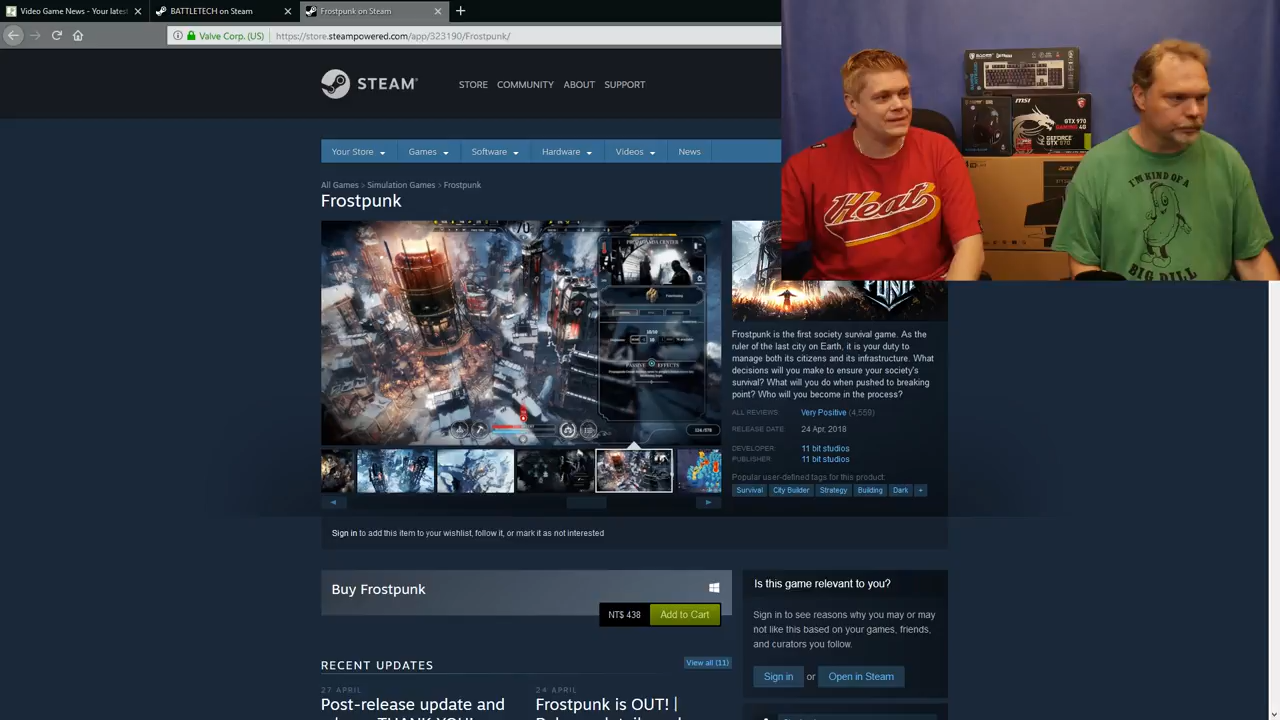 Video Game News - Your latest
BATTLETECH on Steam
Frostpunk on Steam
Valve Corp. (US)
https://store.steampowered.com/app/323190/Frostpunk/
STEAM
STORE COMMUNITY ABOUT SUPPORT
Your Store Games Software Hardware Videos News
All Games > Simulation Games > Frostpunk
Frostpunk
PROPAGANDA CENTER
PASSIVE EFFECTS
PUNK
Frostpunk is the first society survival game. As the
ruler of the last city on Earth, it is your duty to
manage both its citizens and its infrastructure. What
decisions will you make to ensure your society's
survival? What will you do when pushed to breaking
point? Who will you become in the process?
ALL REVIEWS: Very Positive (4,559)
RELEASE DATE: 24 Apr, 2018
DEVELOPER: 11 bit studios
PUBLISHER: 11 bit studios
Popular user-defined tags for this product:
Survival City Builder Strategy Building Dark +
Sign in to add this item to your wishlist, follow it, or mark it as not interested
Buy Frostpunk
NT$ 438 Add to Cart
Is this game relevant to you?
Sign in to see reasons why you may or may
not like this based on your games, friends,
and curators you follow.
Sign in or Open in Steam
RECENT UPDATES View all (11)
27 APRIL
Post-release update and
24 APRIL
Frostpunk is OUT! |
Heat
I'M KIND OF A
BIG DILL
msi
GTX 970
GAMING 4G
GEFORCE
GTX 970
acer